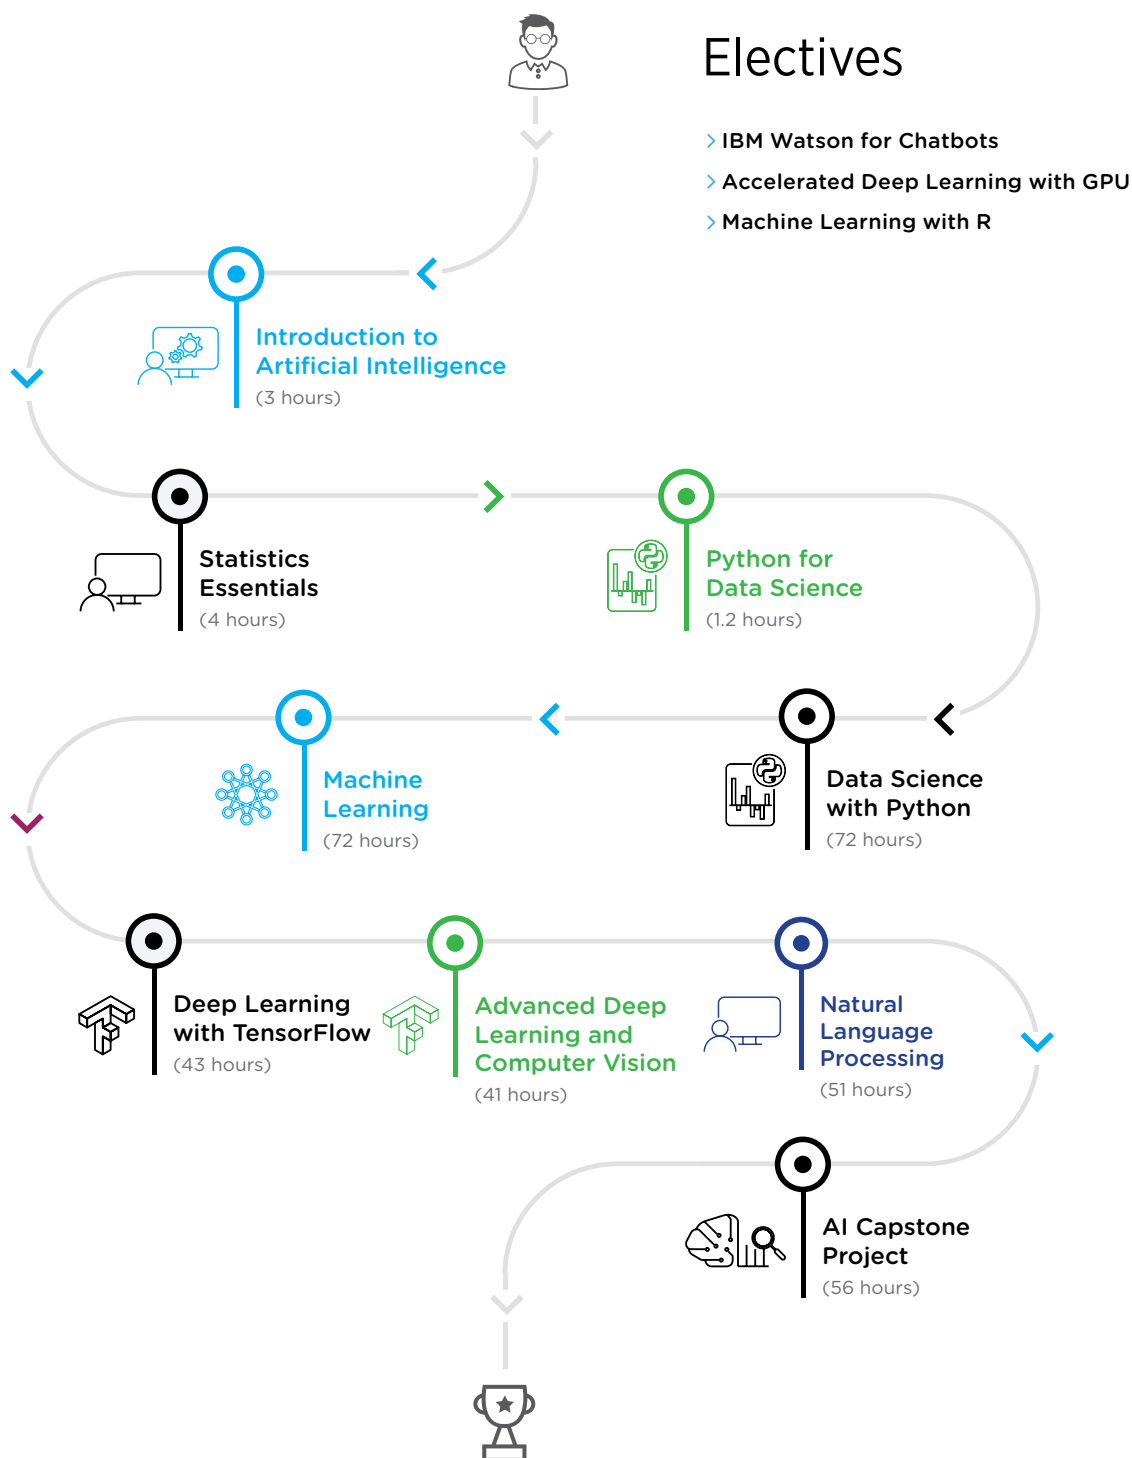 Electives
IBM Watson for Chatbots
Accelerated Deep Learning with GPU
Machine Learning with R
Introduction to
Artificial Intelligence
(3 hours)
Statistics
Essentials
(4 hours)
Python for
Data Science
(1.2 hours)
Machine
Learning
(72 hours)
Data Science
with Python
(72 hours)
Deep Learning
with TensorFlow
(43 hours)
Advanced Deep
Learning and
Computer Vision
(41 hours)
Natural
Language
Processing
(51 hours)
AI Capstone
Project
(56 hours)